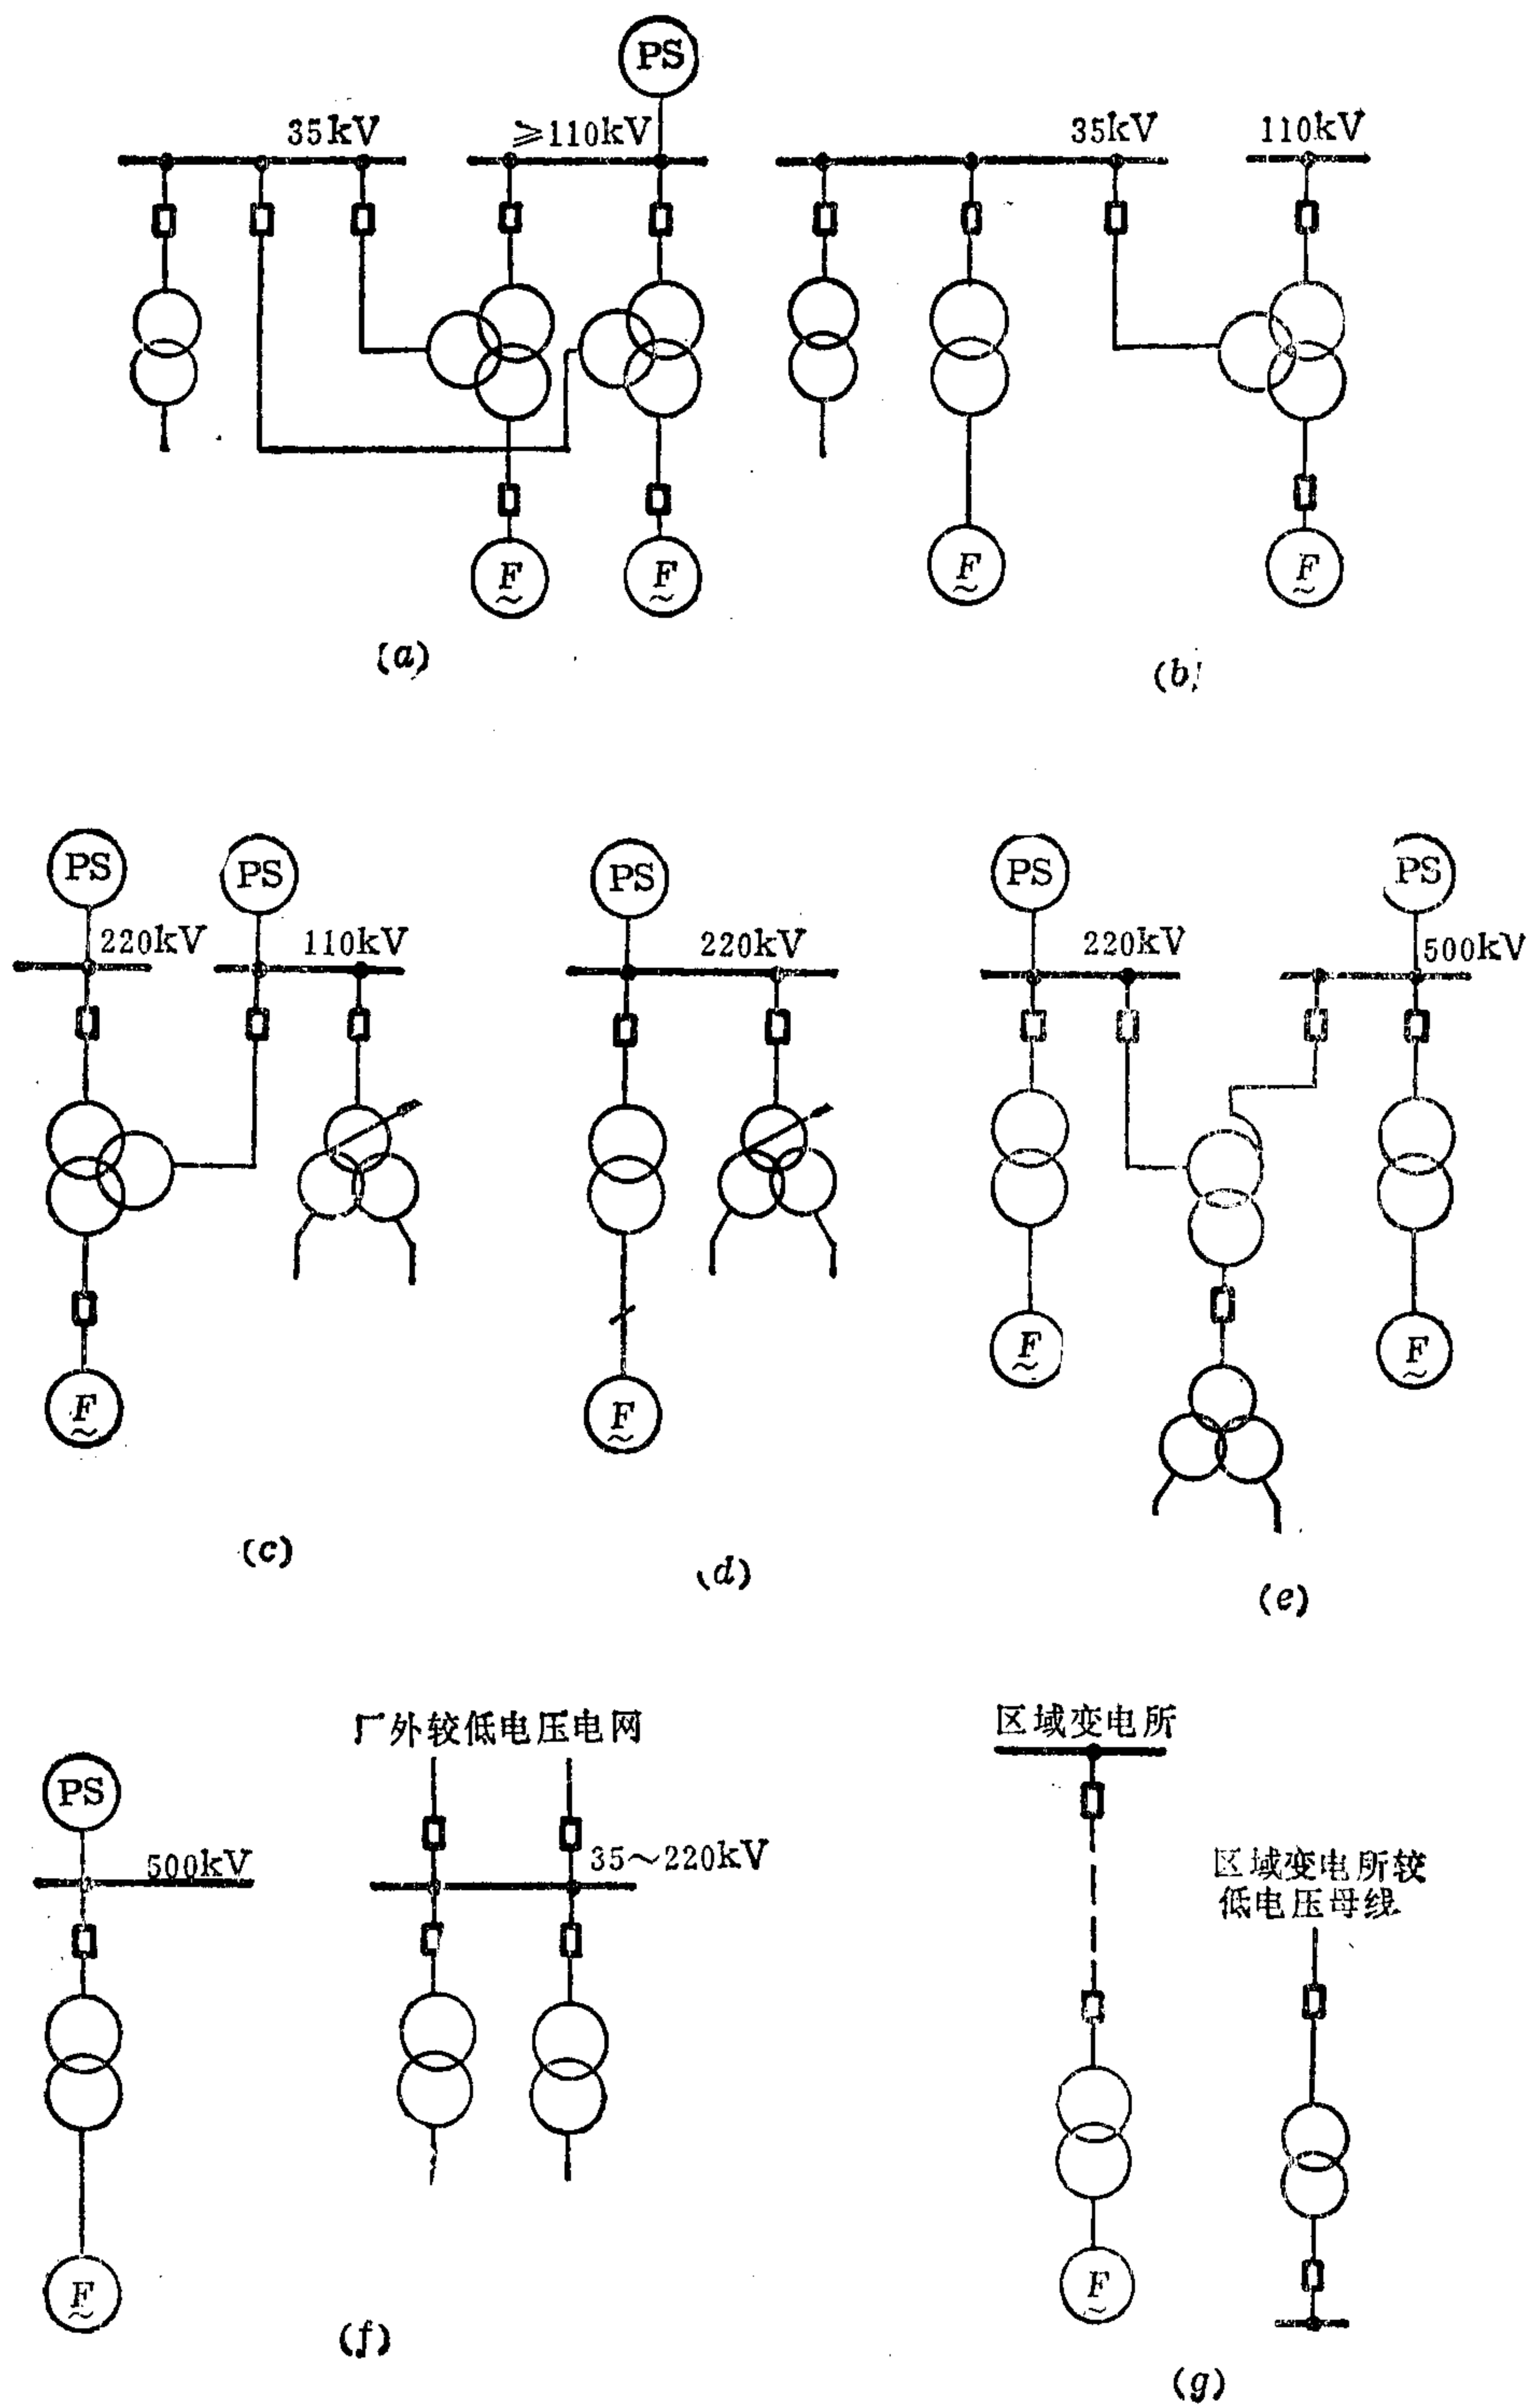 PS
35kV
≥110kV
35kV
110kV
F
~
F
~
F
~
F
~
(a)
(b)
PS
PS
PS
PS
PS
220kV
110kV
220kV
220kV
500kV
F
~
F
~
F
~
F
~
(c)
(d)
(e)
厂外较低电压电网
区域变电所
PS
500kV
35～220kV
区域变电所较
低电压母线
F
~
F
~
(f)
(g)